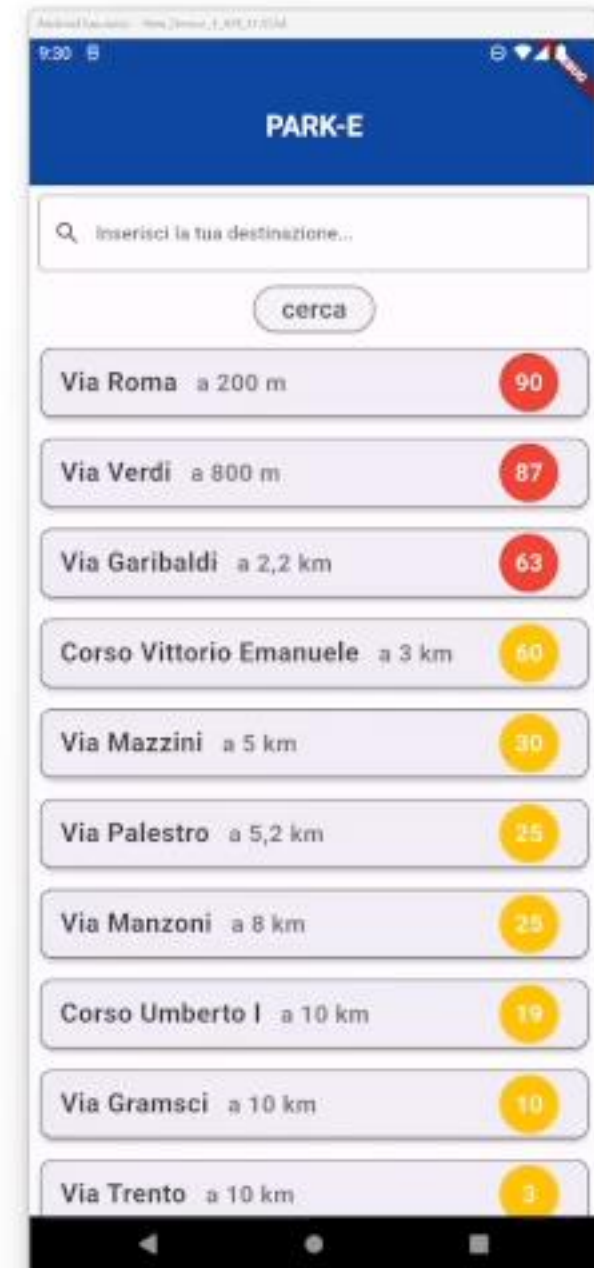 9:30
PARK-E
Inserisci la tua destinazione...
cerca
Via Roma a 200 m 90
Via Verdi a 800 m 87
Via Garibaldi a 2,2 km 63
Corso Vittorio Emanuele a 3 km 60
Via Mazzini a 5 km 30
Via Palestro a 5,2 km 25
Via Manzoni a 8 km 25
Corso Umberto I a 10 km 19
Via Gramsci a 10 km 10
Via Trento a 10 km 3